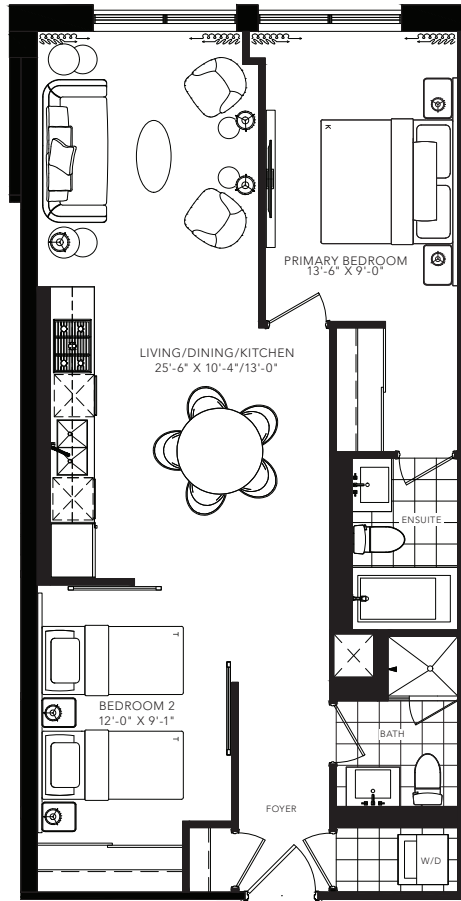 K
PRIMARY BEDROOM
13'-6" X 9'-0"
LIVING/DINING/KITCHEN
25'-6" X 10'-4"/13'-0"
ENSUITE
T
BEDROOM 2
12'-0" X 9'-1"
T
BATH
FOYER
W/D